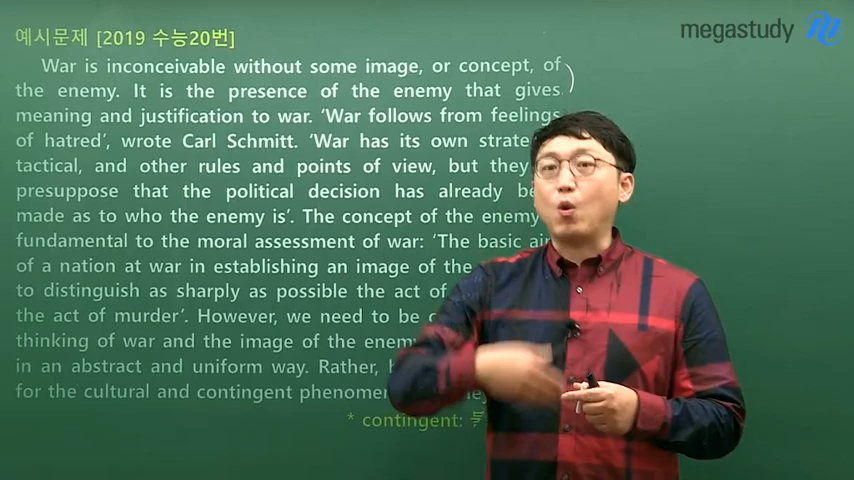 megastudy
예시문제 [2019 수능20번]
War is inconceivable without some image, or concept, of
the enemy. It is the presence of the enemy that gives
meaning and justification to war. ‘War follows from feelings
of hatred’, wrote Carl Schmitt. ‘War has its own
tactical, and other rules and points of view, but they
presuppose that the political decision has already
made as to who the enemy is’. The concept of the enemy
fundamental to the moral assessment of war: ‘The basic
of a nation at war in establishing an image of the
to distinguish as sharply as possible the act of
the act of murder’. However, we need to be
thinking of war and the image of the enemy
in an abstract and uniform way. Rather,
for the cultural and contingent
* contingent: